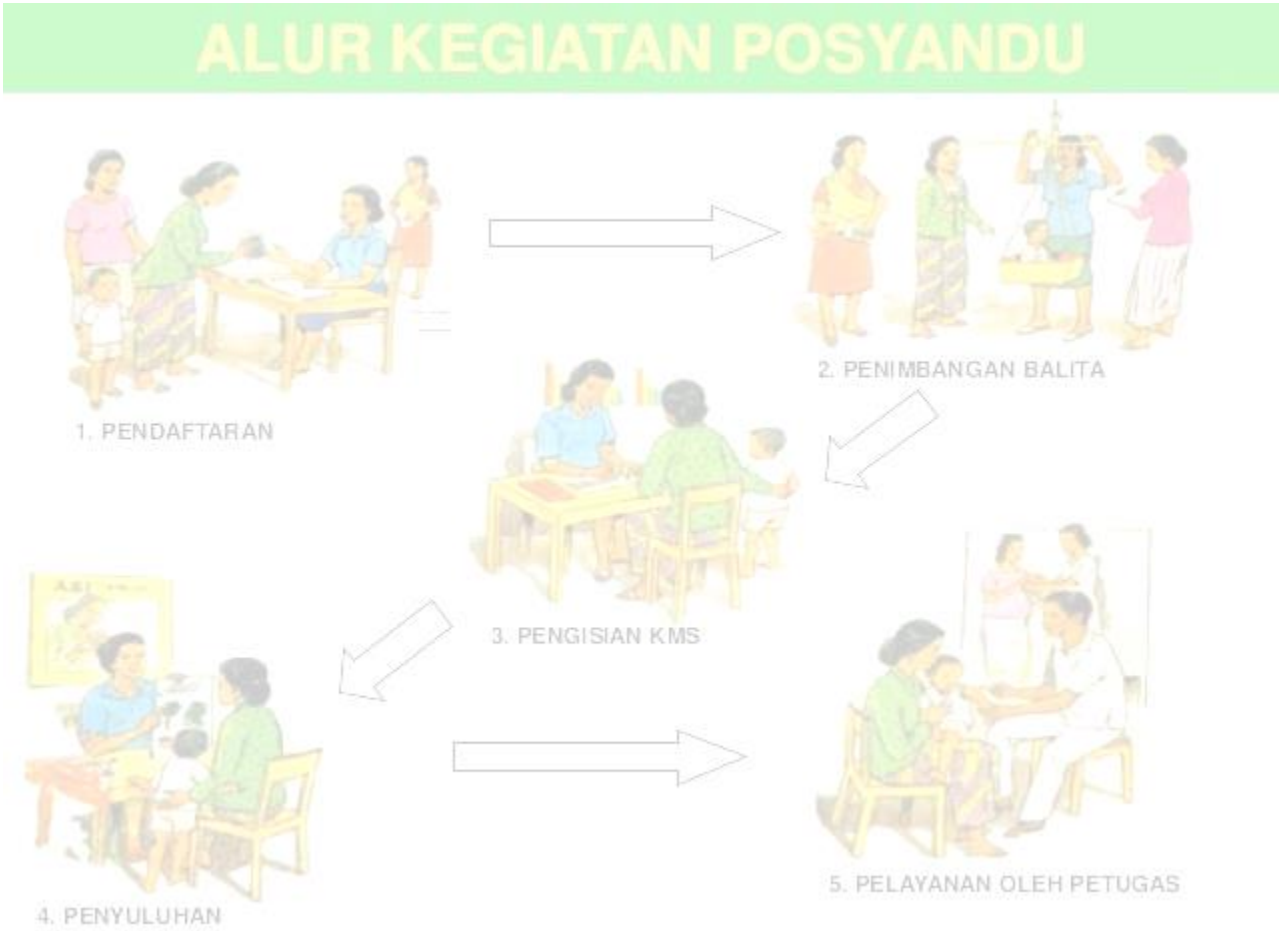 ALUR KEGIATAN POSYANDU
1. PENDAFTARAN
2. PENIMBANGAN BALITA
3. PENGISIAN KMS
4. PENYULUHAN
5. PELAYANAN OLEH PETUGAS
ASI